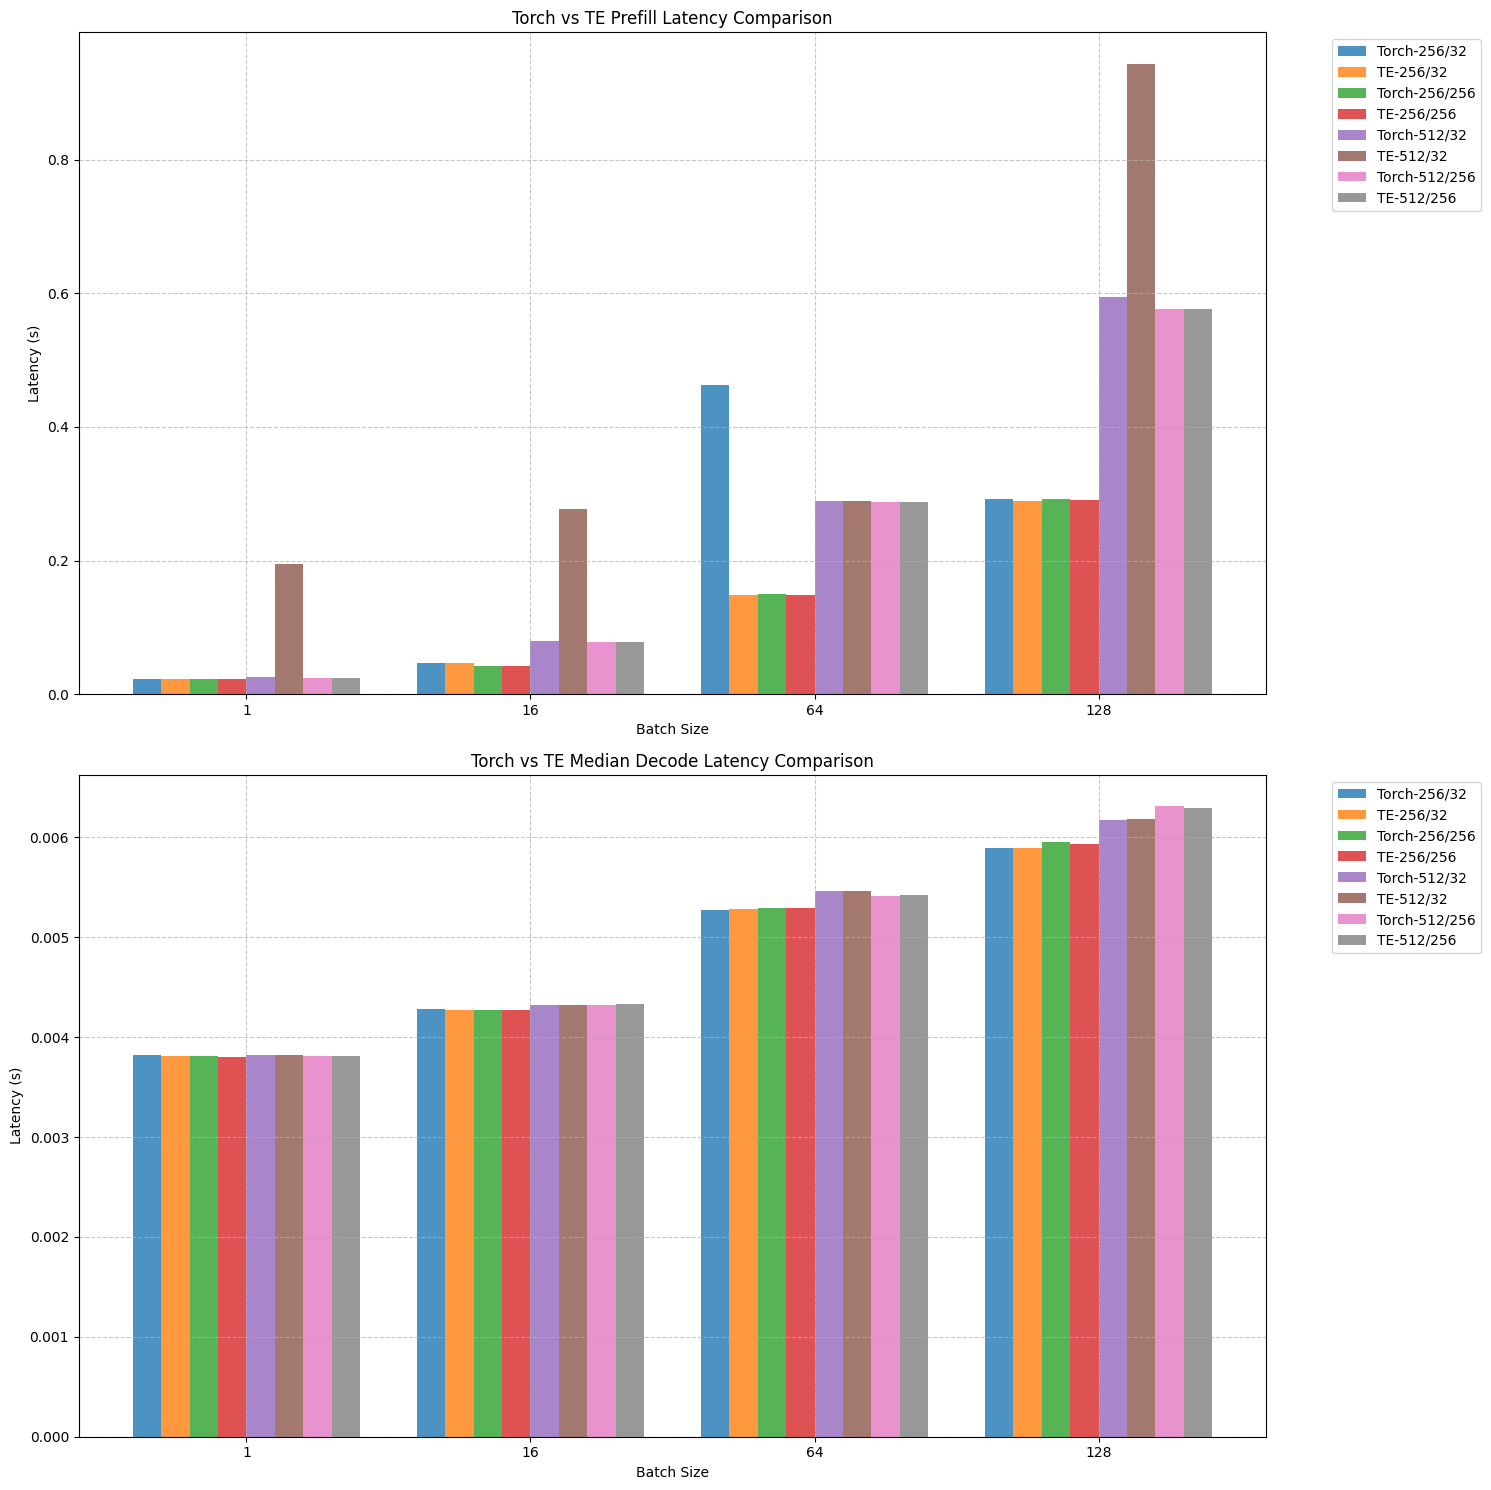 Torch vs TE Prefill Latency Comparison
Latency (s)
0.8
0.6
0.4
0.2
0.0
1 16 64 128
Batch Size
Torch-256/32
TE-256/32
Torch-256/256
TE-256/256
Torch-512/32
TE-512/32
Torch-512/256
TE-512/256
Torch vs TE Median Decode Latency Comparison
Latency (s)
0.006
0.005
0.004
0.003
0.002
0.001
0.000
1 16 64 128
Batch Size
Torch-256/32
TE-256/32
Torch-256/256
TE-256/256
Torch-512/32
TE-512/32
Torch-512/256
TE-512/256